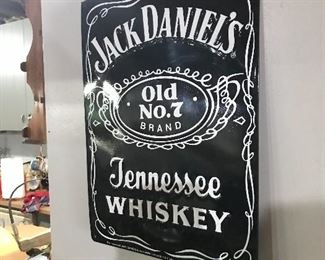 JACK DANIEL'S
Old
No.7
BRAND
Tennessee
WHISKEY